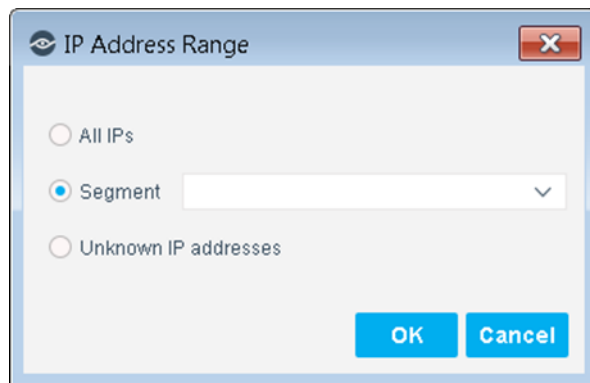 IP Address Range
All IPs
Segment
Unknown IP addresses
OK Cancel